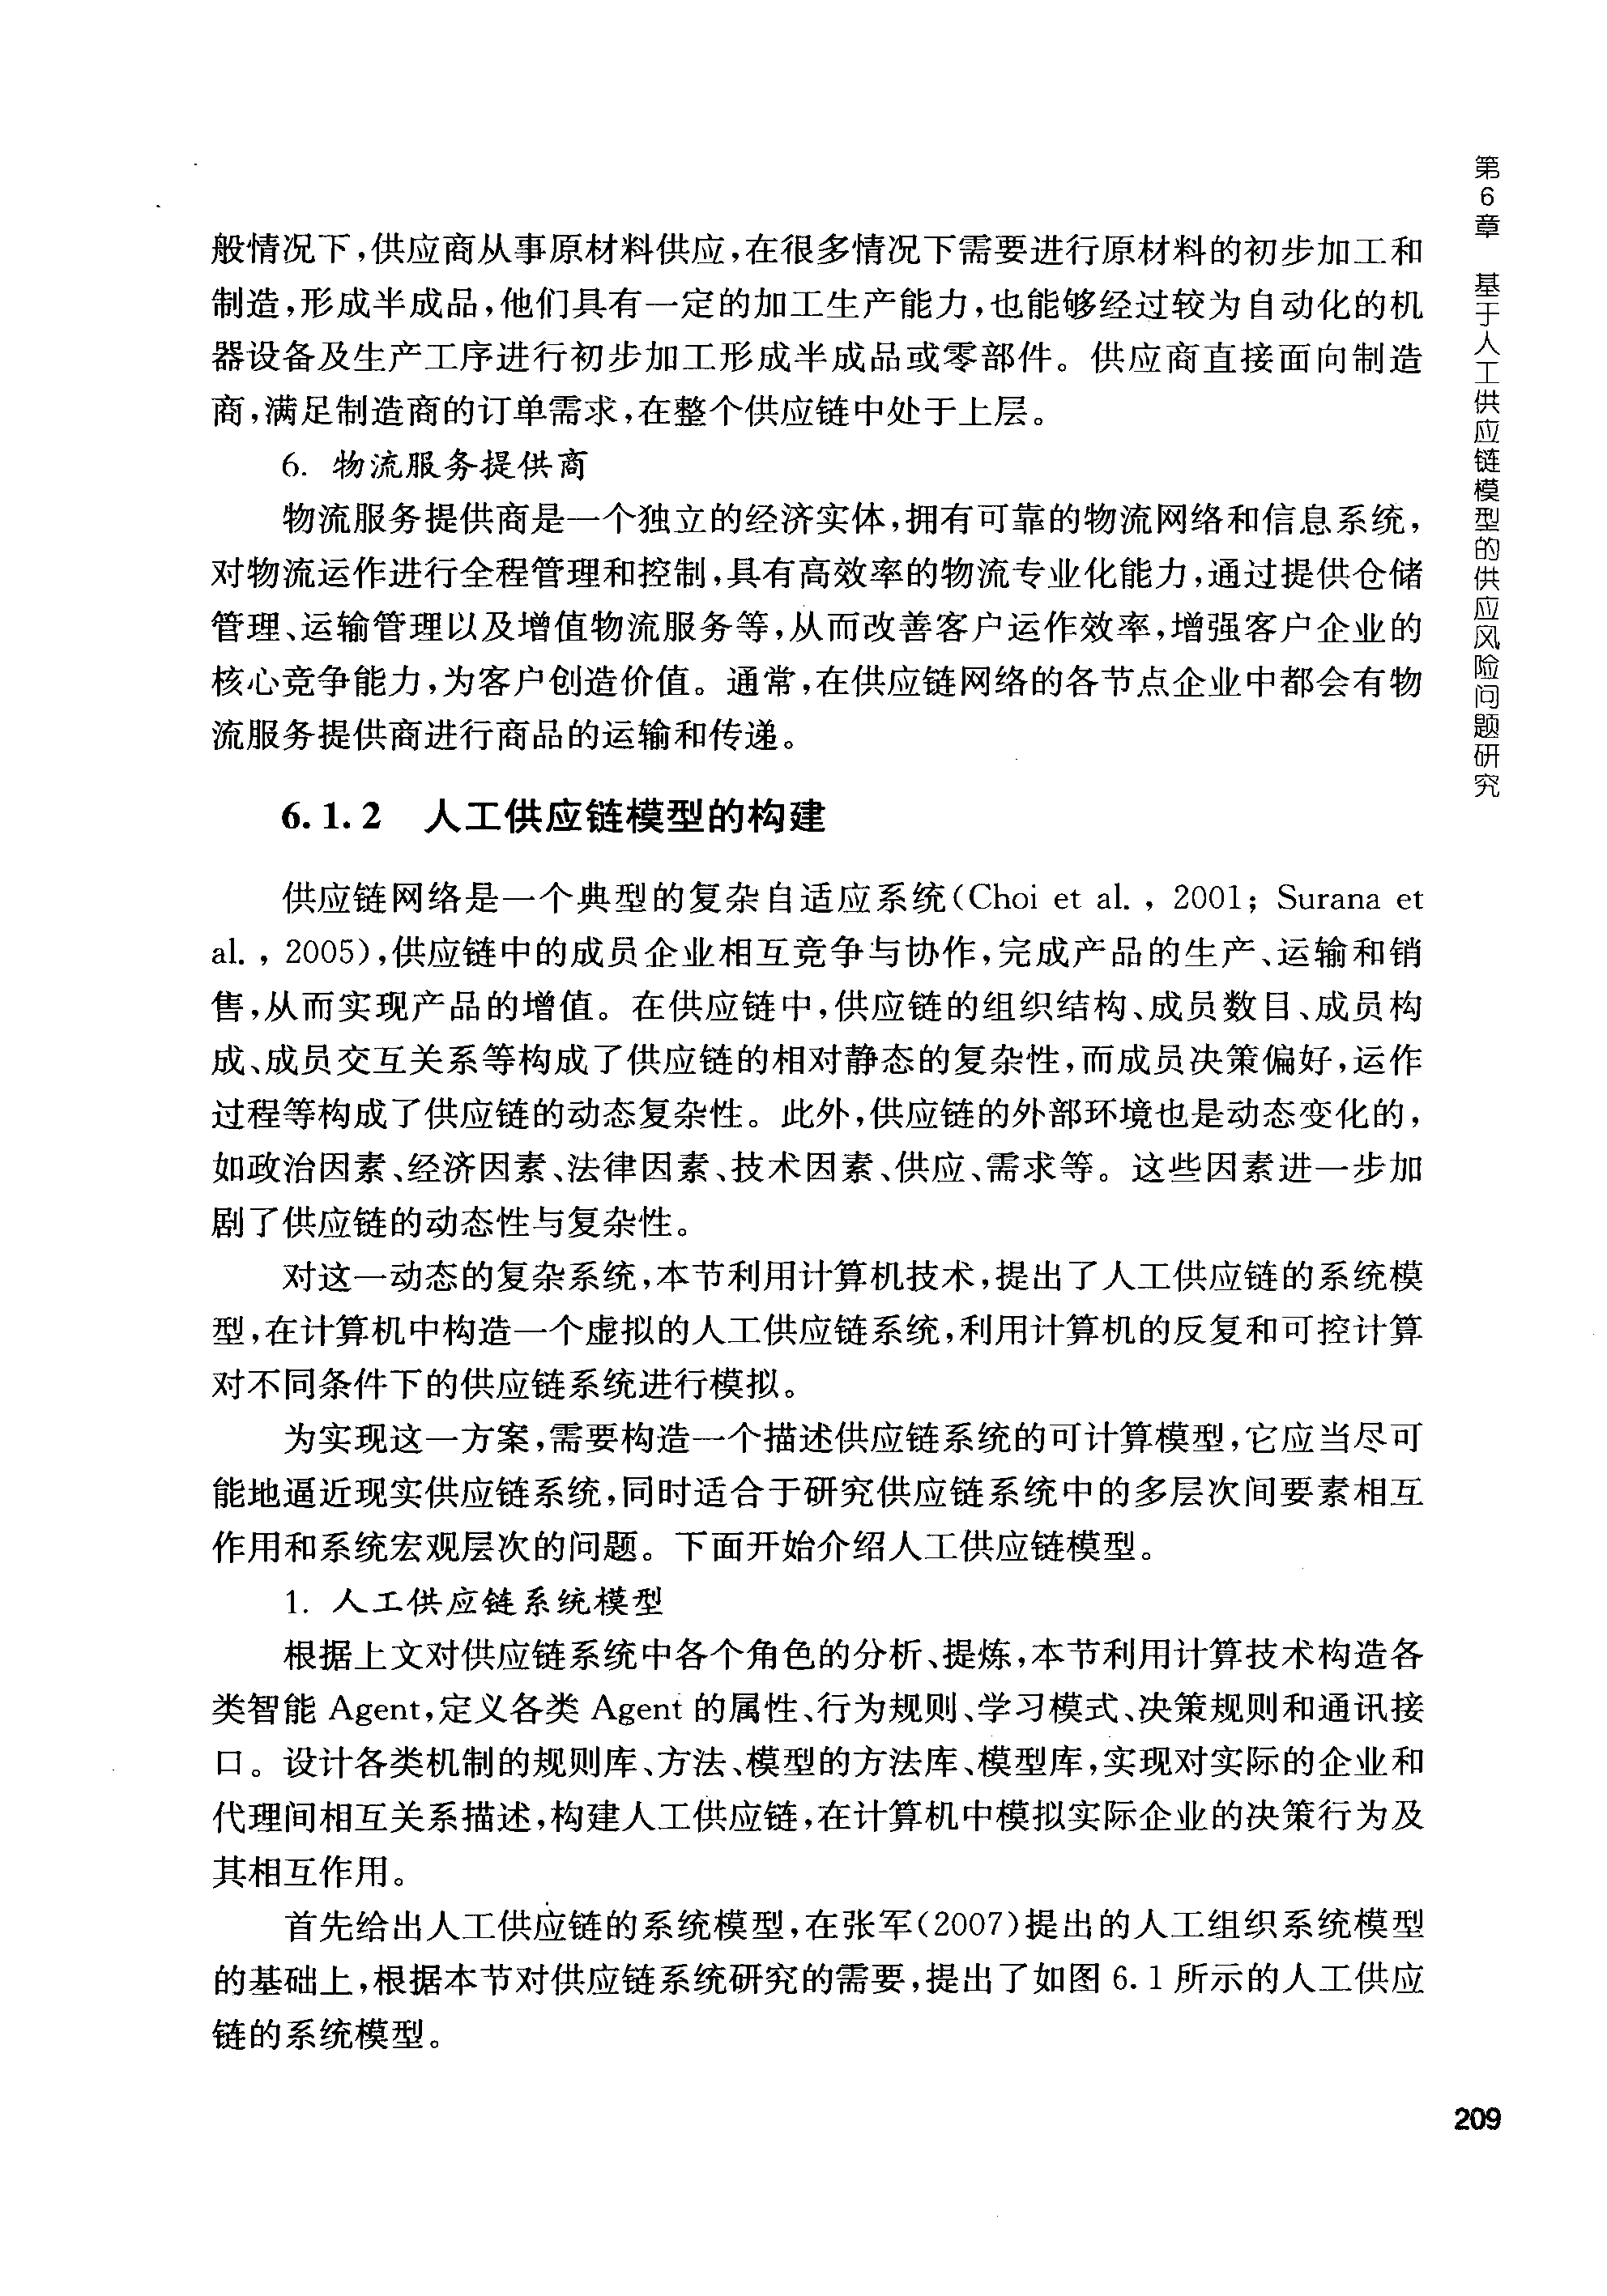 第6章 基于人工供应链模型的供应风险问题研究
般情况下,供应商从事原材料供应,在很多情况下需要进行原材料的初步加工和
制造,形成半成品,他们具有一定的加工生产能力,也能够经过较为自动化的机
器设备及生产工序进行初步加工形成半成品或零部件。供应商直接面向制造
商,满足制造商的订单需求,在整个供应链中处于上层。
6. 物流服务提供商
物流服务提供商是一个独立的经济实体,拥有可靠的物流网络和信息系统,
对物流运作进行全程管理和控制,具有高效率的物流专业化能力,通过提供仓储
管理、运输管理以及增值物流服务等,从而改善客户运作效率,增强客户企业的
核心竞争能力,为客户创造价值。通常,在供应链网络的各节点企业中都会有物
流服务提供商进行商品的运输和传递。
6.1.2 人工供应链模型的构建
供应链网络是一个典型的复杂自适应系统(Choi et al., 2001; Surana et
al., 2005),供应链中的成员企业相互竞争与协作,完成产品的生产、运输和销
售,从而实现产品的增值。在供应链中,供应链的组织结构、成员数目、成员构
成、成员交互关系等构成了供应链的相对静态的复杂性,而成员决策偏好,运作
过程等构成了供应链的动态复杂性。此外,供应链的外部环境也是动态变化的,
如政治因素、经济因素、法律因素、技术因素、供应、需求等。这些因素进一步加
剧了供应链的动态性与复杂性。
对这一动态的复杂系统,本节利用计算机技术,提出了人工供应链的系统模
型,在计算机中构造一个虚拟的人工供应链系统,利用计算机的反复和可控计算
对不同条件下的供应链系统进行模拟。
为实现这一方案,需要构造一个描述供应链系统的可计算模型,它应当尽可
能地逼近现实供应链系统,同时适合于研究供应链系统中的多层次间要素相互
作用和系统宏观层次的问题。下面开始介绍人工供应链模型。
1. 人工供应链系统模型
根据上文对供应链系统中各个角色的分析、提炼,本节利用计算技术构造各
类智能 Agent,定义各类 Agent 的属性、行为规则、学习模式、决策规则和通讯接
口。设计各类机制的规则库、方法、模型的方法库、模型库,实现对实际的企业和
代理间相互关系描述,构建人工供应链,在计算机中模拟实际企业的决策行为及
其相互作用。
首先给出人工供应链的系统模型,在张军(2007)提出的人工组织系统模型
的基础上,根据本节对供应链系统研究的需要,提出了如图 6.1 所示的人工供应
链的系统模型。
209